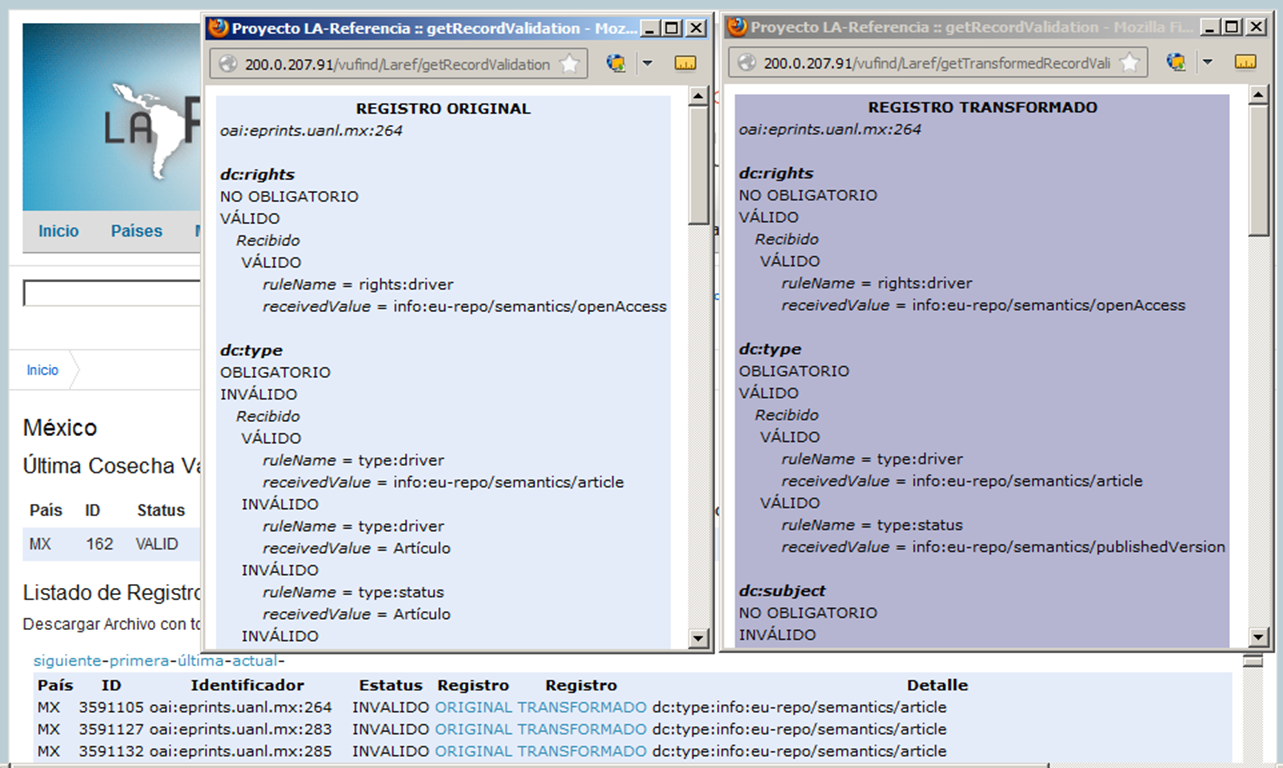 Proyecto LA-Referencia :: getRecordValidation - Moz...
200.0.207.91/vufind/Laref/getRecordValidation
REGISTRO ORIGINAL
oai:eprints.uanl.mx:264
dc:rights
NO OBLIGATORIO
VÁLIDO
Recibido
VÁLIDO
ruleName = rights:driver
receivedValue = info:eu-repo/semantics/openAccess
dc:type
OBLIGATORIO
INVÁLIDO
Recibido
VÁLIDO
ruleName = type:driver
receivedValue = info:eu-repo/semantics/article
INVÁLIDO
ruleName = type:driver
receivedValue = Artículo
INVÁLIDO
ruleName = type:status
receivedValue = Artículo
INVÁLIDO
Proyecto LA-Referencia :: getRecordValidation - Mozilla Fi...
200.0.207.91/vufind/Laref/getTransformedRecordVali
REGISTRO TRANSFORMADO
oai:eprints.uanl.mx:264
dc:rights
NO OBLIGATORIO
VÁLIDO
Recibido
VÁLIDO
ruleName = rights:driver
receivedValue = info:eu-repo/semantics/openAccess
dc:type
OBLIGATORIO
VÁLIDO
Recibido
VÁLIDO
ruleName = type:driver
receivedValue = info:eu-repo/semantics/article
VÁLIDO
ruleName = type:status
receivedValue = info:eu-repo/semantics/publishedVersion
dc:subject
NO OBLIGATORIO
INVÁLIDO
LA
Inicio Países
Inicio
México
Última Cosecha
País ID Status
MX 162 VALID
Listado de
Descargar Archivo con
siguiente-primera-última-actual-
País ID Identificador Estatus Registro Registro Detalle
MX 3591105 oai:eprints.uanl.mx:264 INVALIDO ORIGINAL TRANSFORMADO dc:type:info:eu-repo/semantics/article
MX 3591127 oai:eprints.uanl.mx:283 INVALIDO ORIGINAL TRANSFORMADO dc:type:info:eu-repo/semantics/article
MX 3591132 oai:eprints.uanl.mx:285 INVALIDO ORIGINAL TRANSFORMADO dc:type:info:eu-repo/semantics/article